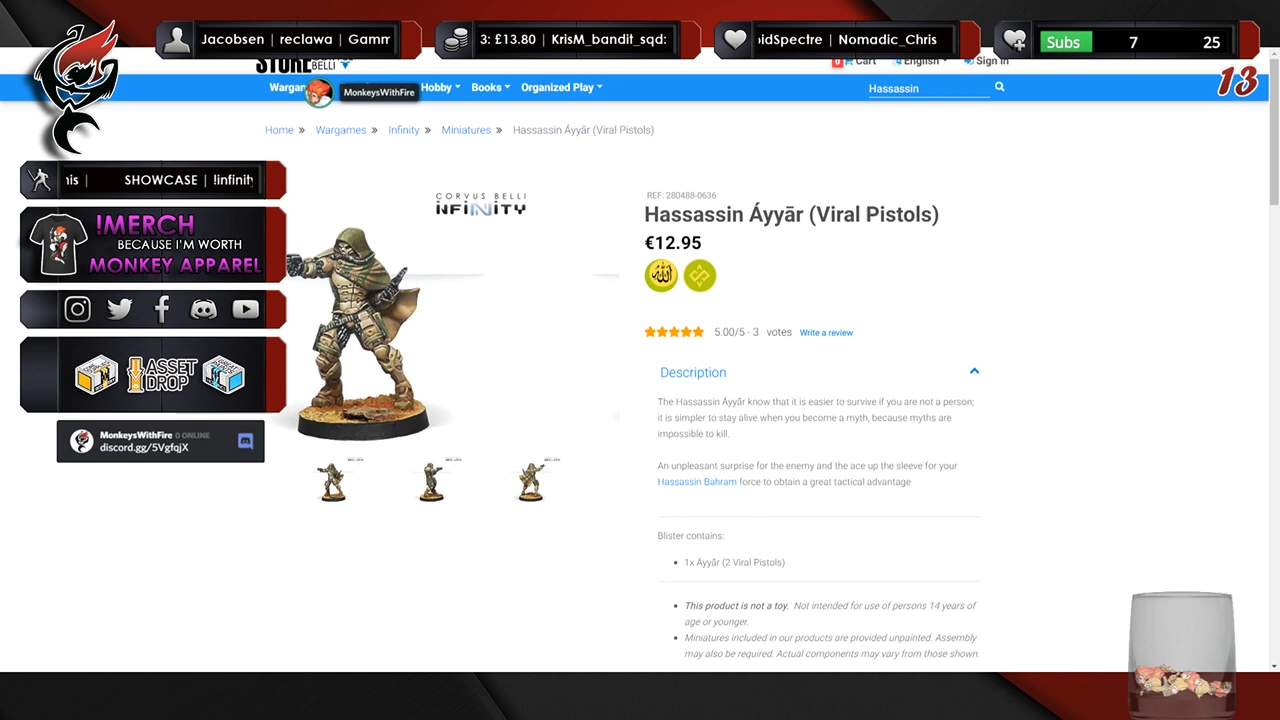 Jacobsen | reclawa | Gamm
3: £13.80 | KrisM_bandit_sqd:
oidSpectre | Nomadic_Chris
Subs 7 25
STORE
BELLI
0 Cart English Sign In
Wargam
MonkeysWithFire
Hobby Books Organized Play
Hassassin
13
Home » Wargames » Infinity » Miniatures » Hassassin Áyyār (Viral Pistols)
his | SHOWCASE | !infinity
!MERCH
BECAUSE I'M WORTH
MONKEY APPAREL
ASSET
DROP
MonkeysWithFire 0 ONLINE
discord.gg/5VgfqjX
CORVUS BELLI
INFINITY
REF: 280488-0636
Hassassin Áyyār (Viral Pistols)
€12.95
5.00/5 - 3 votes Write a review
Description
The Hassassin Áyyār know that it is easier to survive if you are not a person;
it is simpler to stay alive when you become a myth, because myths are
impossible to kill.
An unpleasant surprise for the enemy and the ace up the sleeve for your
Hassassin Bahram force to obtain a great tactical advantage
Blister contains:
1x Áyyār (2 Viral Pistols)
This product is not a toy. Not intended for use of persons 14 years of
age or younger.
Miniatures included in our products are provided unpainted. Assembly
may also be required. Actual components may vary from those shown.